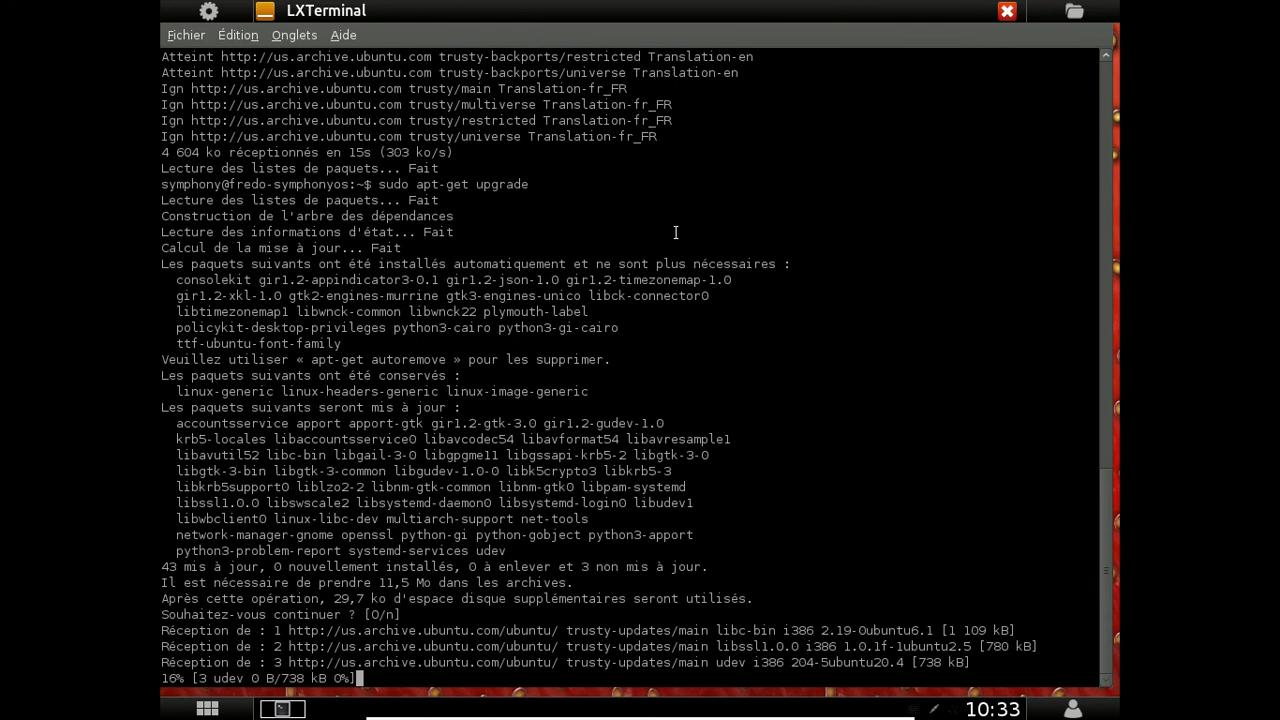 LXTerminal
Fichier Édition Onglets Aide
Atteint http://us.archive.ubuntu.com trusty-backports/restricted Translation-en
Atteint http://us.archive.ubuntu.com trusty-backports/universe Translation-en
Ign http://us.archive.ubuntu.com trusty/main Translation-fr_FR
Ign http://us.archive.ubuntu.com trusty/multiverse Translation-fr_FR
Ign http://us.archive.ubuntu.com trusty/restricted Translation-fr_FR
Ign http://us.archive.ubuntu.com trusty/universe Translation-fr_FR
4 604 ko réceptionnés en 15s (303 ko/s)
Lecture des listes de paquets... Fait
symphony@fredo-symphonyos:~$ sudo apt-get upgrade
Lecture des listes de paquets... Fait
Construction de l'arbre des dépendances
Lecture des informations d'état... Fait
Calcul de la mise à jour... Fait
Les paquets suivants ont été installés automatiquement et ne sont plus nécessaires :
consolekit gir1.2-appindicator3-0.1 gir1.2-json-1.0 gir1.2-timezonemap-1.0
gir1.2-xkl-1.0 gtk2-engines-murrine gtk3-engines-unico libck-connector0
libtimezonemap1 libwnck-common libwnck22 plymouth-label
policykit-desktop-privileges python3-cairo python3-gi-cairo
ttf-ubuntu-font-family
Veuillez utiliser « apt-get autoremove » pour les supprimer.
Les paquets suivants ont été conservés :
linux-generic linux-headers-generic linux-image-generic
Les paquets suivants seront mis à jour :
accountsservice apport apport-gtk gir1.2-gtk-3.0 gir1.2-gudev-1.0
krb5-locales libaccountsservice0 libavcodec54 libavformat54 libavresample1
libavutil52 libc-bin libgail-3-0 libgpgme11 libgssapi-krb5-2 libgtk-3-0
libgtk-3-bin libgtk-3-common libgudev-1.0-0 libk5crypto3 libkrb5-3
libkrb5support0 liblzo2-2 libnm-gtk-common libnm-gtk0 libpam-systemd
libssl1.0.0 libswscale2 libsystemd-daemon0 libsystemd-login0 libudev1
libwbclient0 linux-libc-dev multiarch-support net-tools
network-manager-gnome openssl python-gi python-gobject python3-apport
python3-problem-report systemd-services udev
43 mis à jour, 0 nouvellement installés, 0 à enlever et 3 non mis à jour.
Il est nécessaire de prendre 11,5 Mo dans les archives.
Après cette opération, 29,7 ko d'espace disque supplémentaires seront utilisés.
Souhaitez-vous continuer ? [O/n]
Réception de : 1 http://us.archive.ubuntu.com/ubuntu/ trusty-updates/main libc-bin i386 2.19-0ubuntu6.1 [1 109 kB]
Réception de : 2 http://us.archive.ubuntu.com/ubuntu/ trusty-updates/main libssl1.0.0 i386 1.0.1f-1ubuntu2.5 [780 kB]
Réception de : 3 http://us.archive.ubuntu.com/ubuntu/ trusty-updates/main udev i386 204-5ubuntu20.4 [738 kB]
16% [3 udev 0 B/738 kB 0%]
10:33